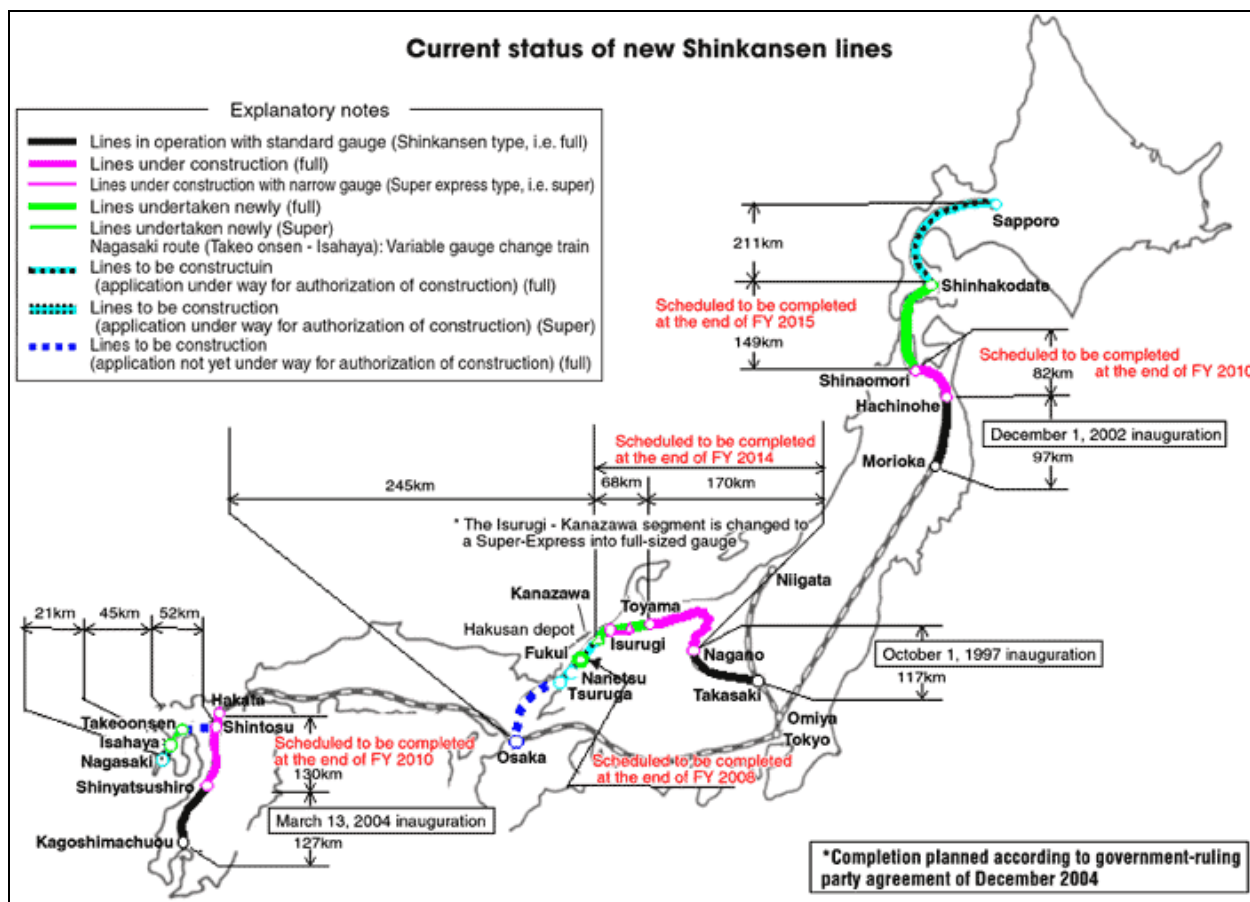 Current status of new Shinkansen lines
Explanatory notes
Lines in operation with standard gauge (Shinkansen type, i.e. full)
Lines under construction (full)
Lines under construction with narrow gauge (Super express type, i.e. super)
Lines undertaken newly (full)
Lines undertaken newly (Super)
Nagasaki route (Takeo onsen - Isahaya): Variable gauge change train
Lines to be constructuin
(application under way for authorization of construction) (full)
Lines to be construction
(application under way for authorization of construction) (Super)
Lines to be construction
(application not yet under way for authorization of construction) (full)
Sapporo
211km
Shinhakodate
Scheduled to be completed
at the end of FY 2015
149km
Shinaomori
Scheduled to be completed
at the end of FY 2010
82km
Hachinohe
December 1, 2002 inauguration
97km
Morioka
Scheduled to be completed
at the end of FY 2014
245km
68km
170km
* The Isurugi - Kanazawa segment is changed to
a Super-Express into full-sized gauge
Niigata
Kanazawa
Toyama
Hakusan depot
Isurugi
Fukui
Nanetsu
Tsuruga
Nagano
October 1, 1997 inauguration
117km
Takasaki
Omiya
Tokyo
21km
45km
52km
Hakata
Takeoonsen
Shintosu
Isahaya
Nagasaki
Scheduled to be completed
at the end of FY 2010
130km
Osaka
Scheduled to be completed
at the end of FY 2008
Shinyatsushiro
March 13, 2004 inauguration
Kagoshimachuou
127km
*Completion planned according to government-ruling
party agreement of December 2004